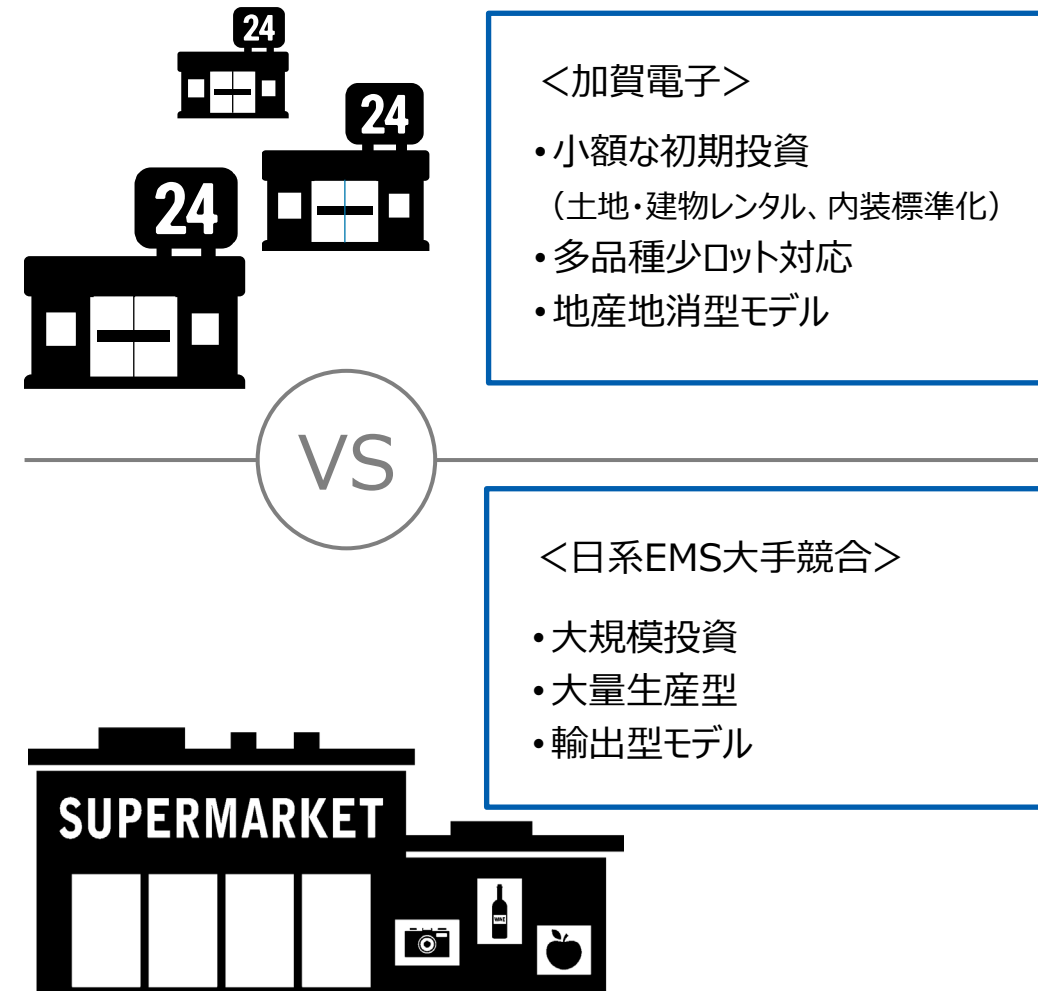 24
24
24
<加賀電子>
•小額な初期投資
(土地・建物レンタル、内装標準化)
•多品種少ロット対応
•地産地消型モデル
VS
<日系EMS大手競合>
•大規模投資
•大量生産型
•輸出型モデル
SUPERMARKET
WINE